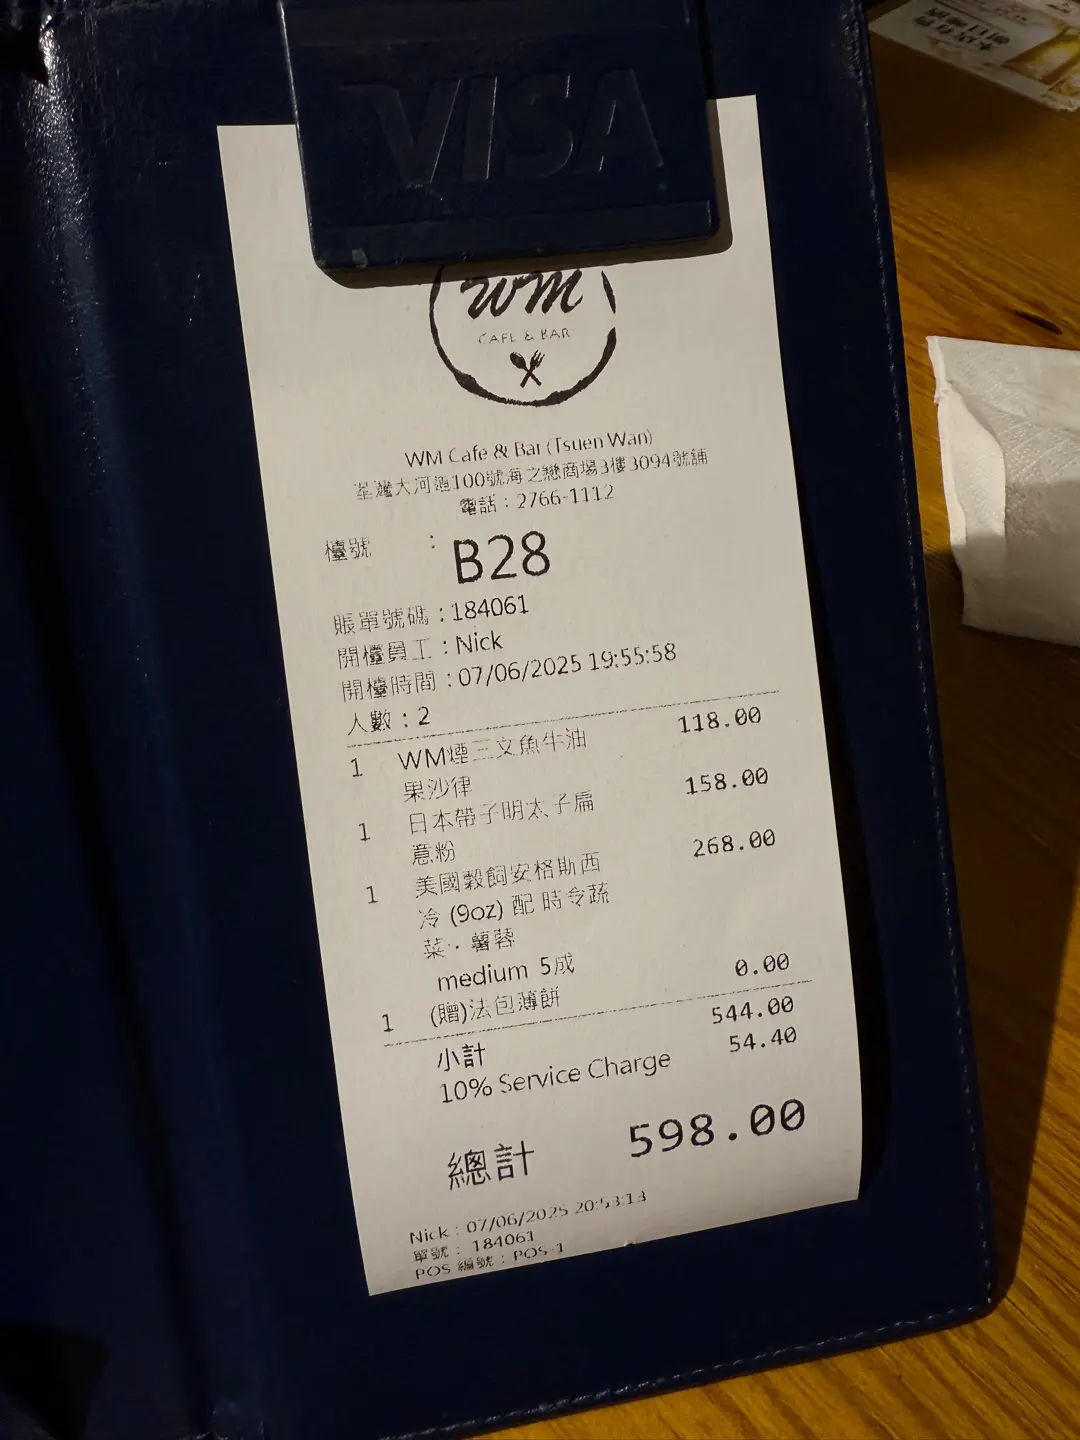 VISA
wm
CAFE & BAR
WM Cafe & Bar (Tsuen Wan)
荃灣大河道100號海之戀商場3樓3094號舖
電話：2766-1112
檯號 : B28
賬單號碼：184061
開檯員工：Nick
開檯時間：07/06/2025 19:55:58
人數：2
1 WM煙三文魚牛油 118.00
果沙律
1 日本帶子明太子扁 158.00
意粉
1 美國穀飼安格斯西 268.00
冷 (9oz) 配 時令蔬
菜．薯蓉
medium 5成
1 (贈)法包薄餅 0.00
小計 544.00
10% Service Charge 54.40
總計 598.00
Nick : 07/06/2025 20:53:13
單號： 184061
POS 編號：POS-1